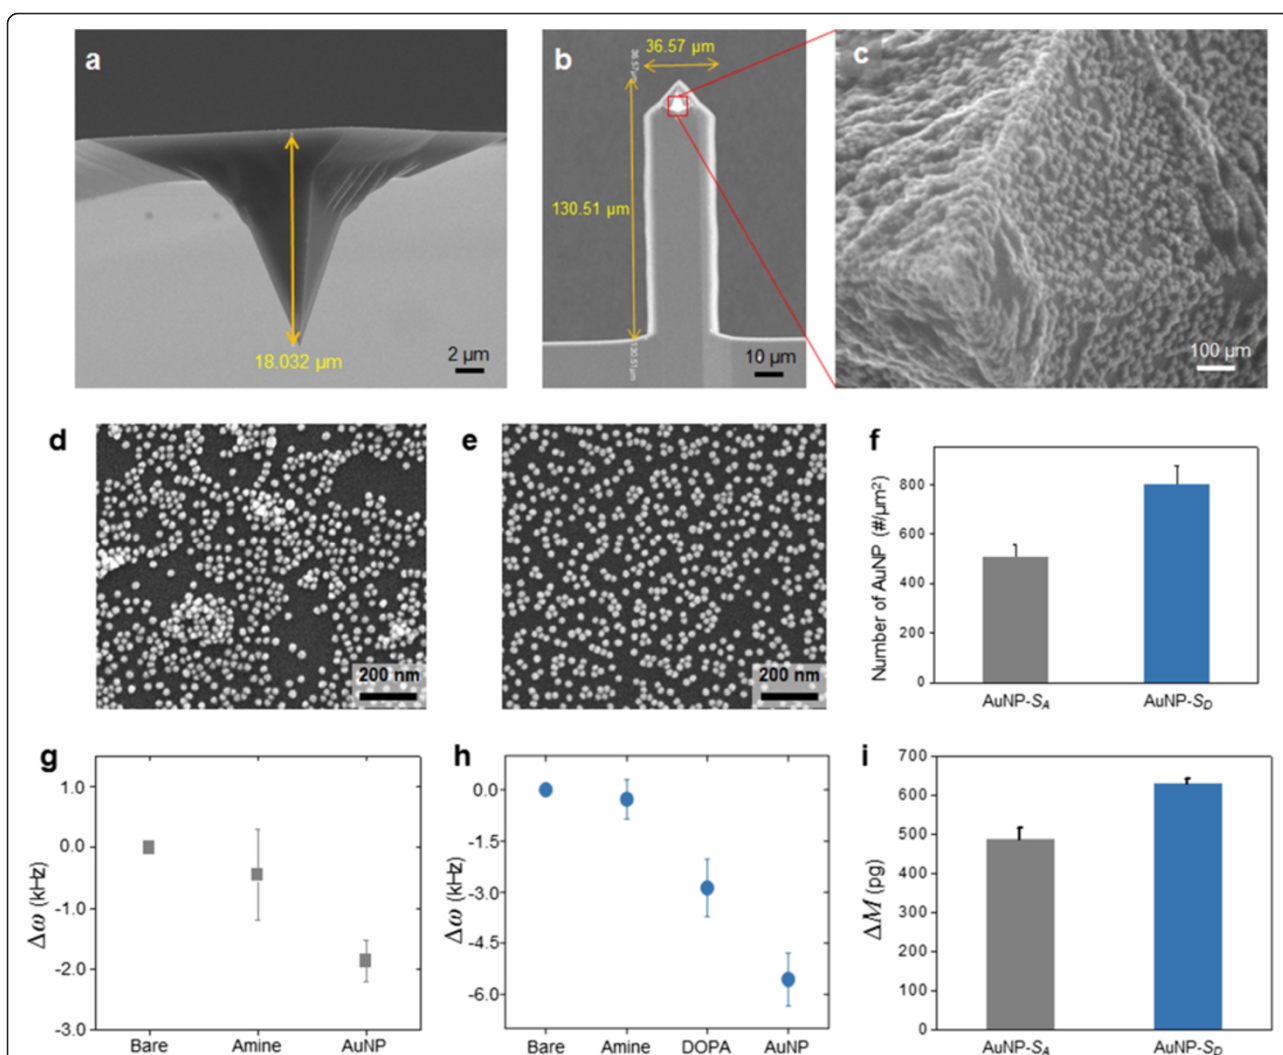 a
18.032 µm
2 µm
b
36.57 µm
36.57µm
130.51 µm
130.51µm
10 µm
c
100 µm
d
200 nm
e
200 nm
f
Number of AuNP (#/µm²)
800
600
400
200
0
AuNP-S_A
AuNP-S_D
g
Δω (kHz)
1.0
0.0
-1.0
-2.0
-3.0
Bare Amine AuNP
h
Δω (kHz)
0.0
-1.5
-3.0
-4.5
-6.0
Bare Amine DOPA AuNP
i
ΔM (pg)
700
600
500
400
300
200
100
0
AuNP-S_A
AuNP-S_D